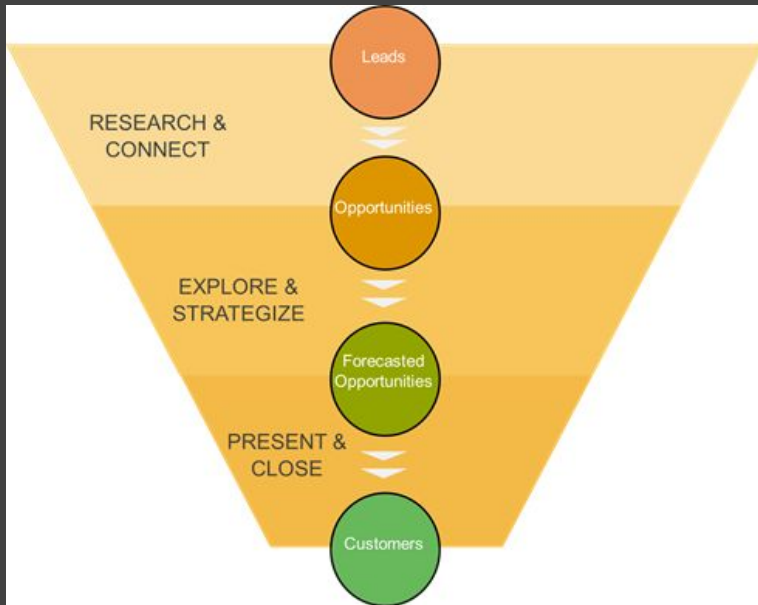 Leads
RESEARCH &
CONNECT
Opportunities
EXPLORE &
STRATEGIZE
Forecasted
Opportunities
PRESENT &
CLOSE
Customers